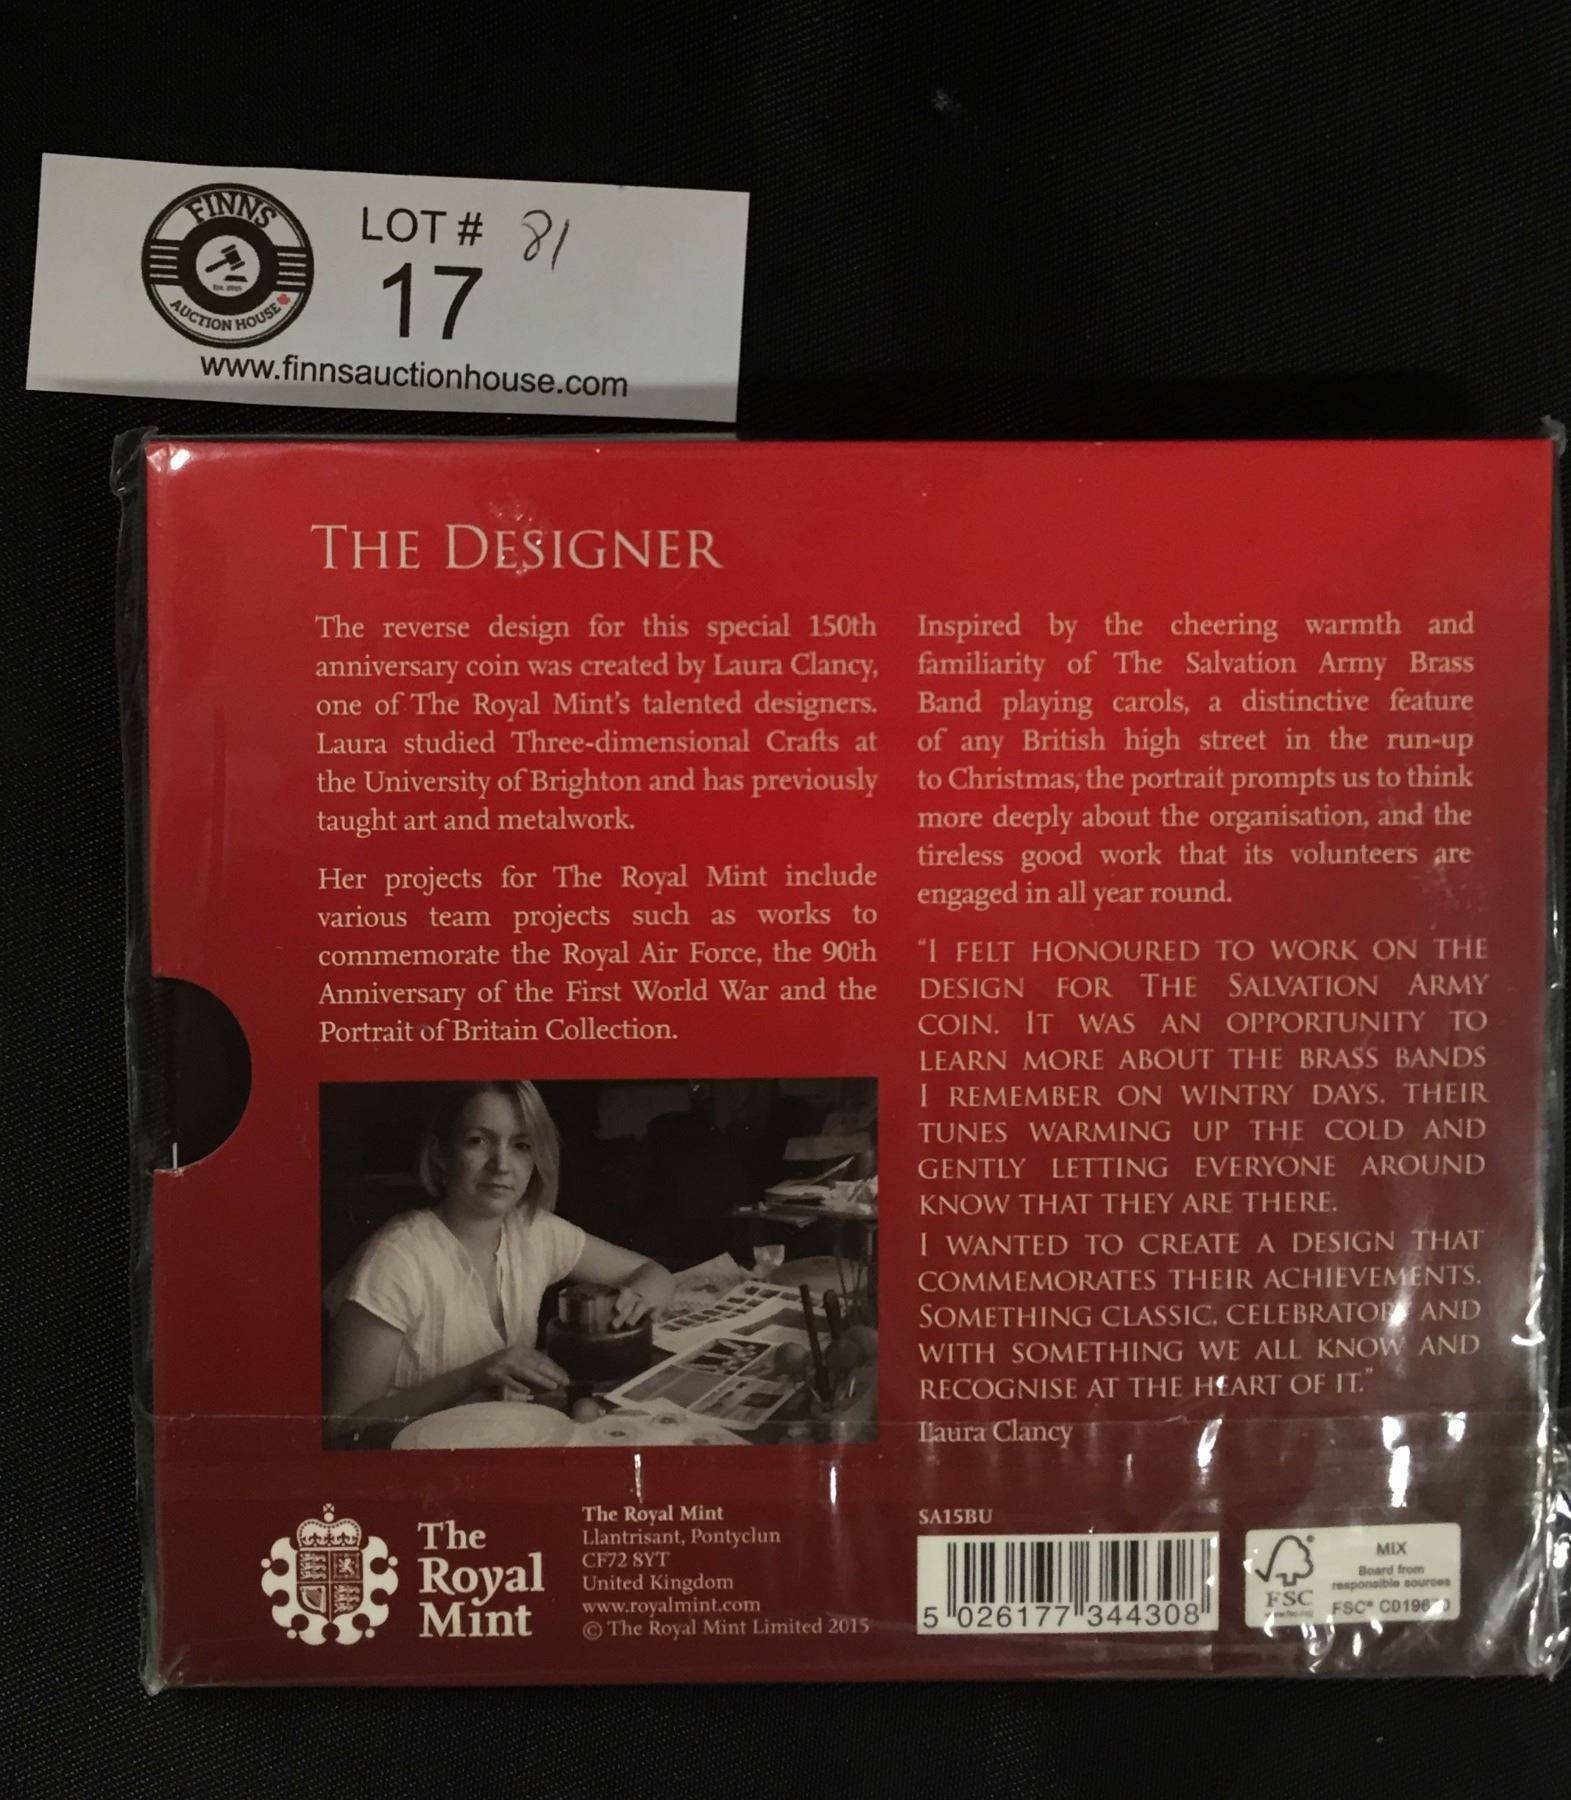 FINNS
AUCTION HOUSE
LOT # 81
17
www.finnsauctionhouse.com
THE DESIGNER
The reverse design for this special 150th
anniversary coin was created by Laura Clancy,
one of The Royal Mint's talented designers.
Laura studied Three-dimensional Crafts at
the University of Brighton and has previously
taught art and metalwork.
Her projects for The Royal Mint include
various team projects such as works to
commemorate the Royal Air Force, the 90th
Anniversary of the First World War and the
Portrait of Britain Collection.
Inspired by the cheering warmth and
familiarity of The Salvation Army Brass
Band playing carols, a distinctive feature
of any British high street in the run-up
to Christmas, the portrait prompts us to think
more deeply about the organisation, and the
tireless good work that its volunteers are
engaged in all year round.
"I FELT HONOURED TO WORK ON THE
DESIGN FOR THE SALVATION ARMY
COIN. IT WAS AN OPPORTUNITY TO
LEARN MORE ABOUT THE BRASS BANDS
I REMEMBER ON WINTRY DAYS. THEIR
TUNES WARMING UP THE COLD AND
GENTLY LETTING EVERYONE AROUND
KNOW THAT THEY ARE THERE.
I WANTED TO CREATE A DESIGN THAT
COMMEMORATES THEIR ACHIEVEMENTS.
SOMETHING CLASSIC, CELEBRATORY AND
WITH SOMETHING WE ALL KNOW AND
RECOGNISE AT THE HEART OF IT."
Laura Clancy
The
Royal
Mint
The Royal Mint
Llantrisant, Pontyclun
CF72 8YT
United Kingdom
www.royalmint.com
© The Royal Mint Limited 2015
SA15BU
5 026177 344308
FSC
MIX
Board from
responsible sources
FSC®